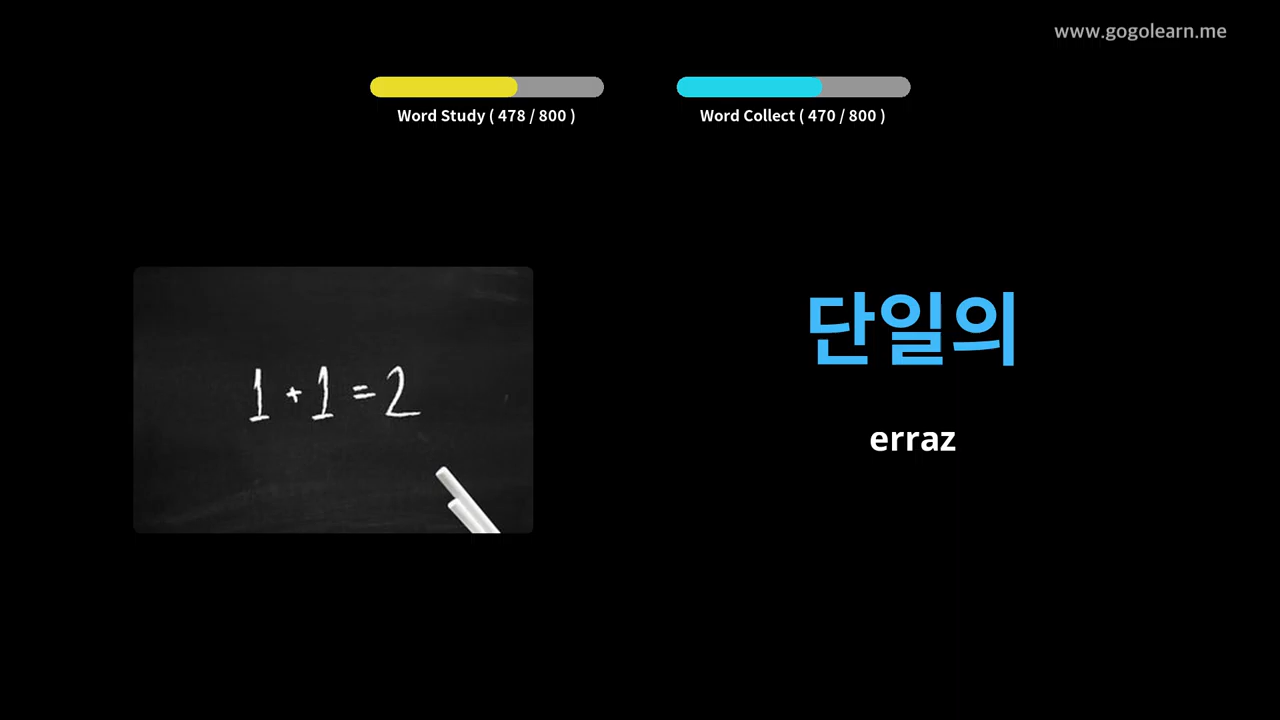 www.gogolearn.me
Word Study ( 478 / 800 )
Word Collect ( 470 / 800 )
단일의
erraz
1 + 1 = 2